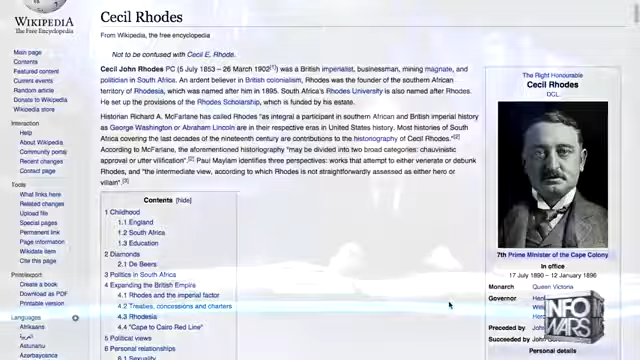 WIKIPEDIA
The Free Encyclopedia
Main page
Contents
Featured content
Current events
Random article
Donate to Wikipedia
Wikipedia store
Interaction
Help
About Wikipedia
Community portal
Recent changes
Contact page
Tools
What links here
Related changes
Upload file
Special pages
Permanent link
Page information
Wikidata item
Cite this page
Print/export
Create a book
Download as PDF
Printable version
Languages
Afrikaans
العربية
Asturianu
Azərbaycanca
Cecil Rhodes
From Wikipedia, the free encyclopedia
Not to be confused with Cecil E. Rhode.
Cecil John Rhodes PC (5 July 1853 – 26 March 1902[1]) was a British imperialist, businessman, mining magnate, and
politician in South Africa. An ardent believer in British colonialism, Rhodes was the founder of the southern African
territory of Rhodesia, which was named after him in 1895. South Africa's Rhodes University is also named after Rhodes.
He set up the provisions of the Rhodes Scholarship, which is funded by his estate.
Historian Richard A. McFarlane has called Rhodes "as integral a participant in southern African and British imperial history
as George Washington or Abraham Lincoln are in their respective eras in United States history. Most histories of South
Africa covering the last decades of the nineteenth century are contributions to the historiography of Cecil Rhodes."[2]
According to McFarlane, the aforementioned historiography "may be divided into two broad categories: chauvinistic
approval or utter vilification".[2] Paul Maylam identifies three perspectives: works that attempt to either venerate or debunk
Rhodes, and "the intermediate view, according to which Rhodes is not straightforwardly assessed as either hero or
villain".[3]
Contents [hide]
1 Childhood
1.1 England
1.2 South Africa
1.3 Education
2 Diamonds
2.1 De Beers
3 Politics in South Africa
4 Expanding the British Empire
4.1 Rhodes and the imperial factor
4.2 Treaties, concessions and charters
4.3 Rhodesia
4.4 "Cape to Cairo Red Line"
5 Political views
6 Personal relationships
6.1 Sexuality
The Right Honourable
Cecil Rhodes
DCL
7th Prime Minister of the Cape Colony
In office
17 July 1890 – 12 January 1896
Monarch Queen Victoria
Governor
Preceded by John
Succeeded by John
Personal details
INFO
WARS